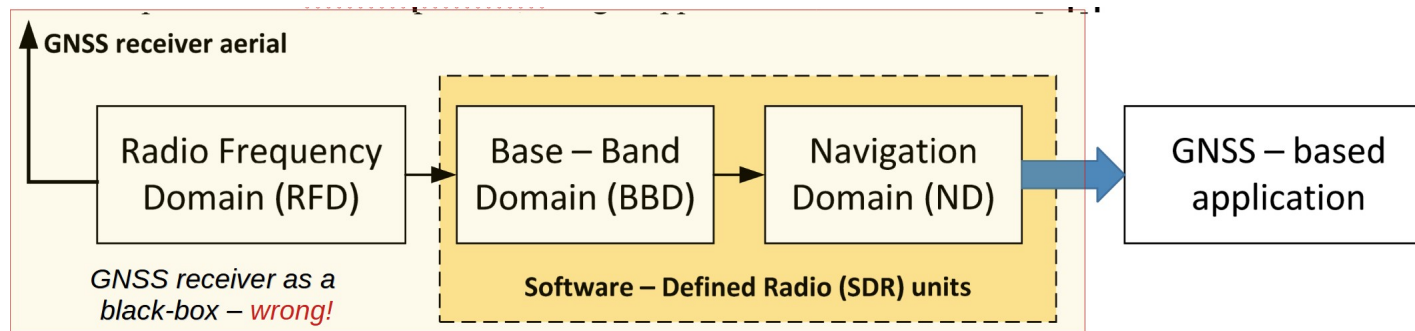 GNSS receiver aerial
Radio Frequency
Domain (RFD)
Base – Band
Domain (BBD)
Navigation
Domain (ND)
GNSS – based
application
GNSS receiver as a
black-box – wrong!
Software – Defined Radio (SDR) units